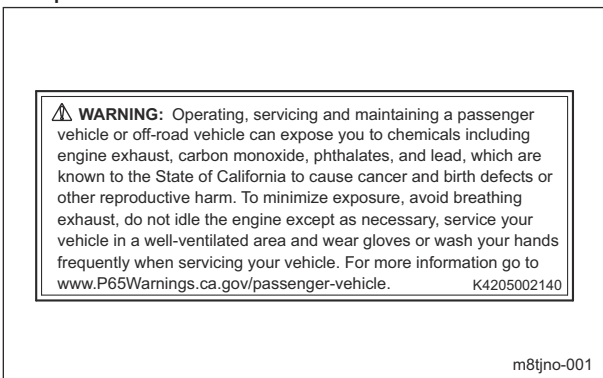 ⚠ WARNING: Operating, servicing and maintaining a passenger
vehicle or off-road vehicle can expose you to chemicals including
engine exhaust, carbon monoxide, phthalates, and lead, which are
known to the State of California to cause cancer and birth defects or
other reproductive harm. To minimize exposure, avoid breathing
exhaust, do not idle the engine except as necessary, service your
vehicle in a well-ventilated area and wear gloves or wash your hands
frequently when servicing your vehicle. For more information go to
www.P65Warnings.ca.gov/passenger-vehicle. K4205002140
m8tjno-001